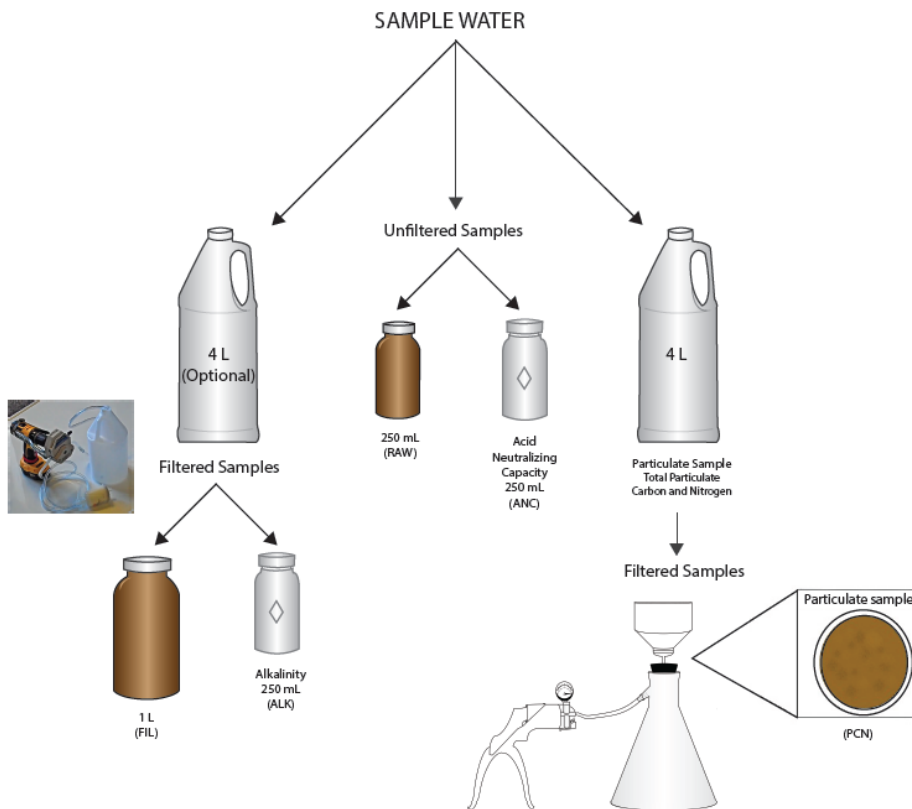 SAMPLE WATER
4 L
(Optional)
Filtered Samples
1 L
(FIL)
Alkalinity
250 mL
(ALK)
Unfiltered Samples
250 mL
(RAW)
Acid
Neutralizing
Capacity
250 mL
(ANC)
4 L
Particulate Sample
Total Particulate
Carbon and Nitrogen
Filtered Samples
Particulate sample
(PCN)